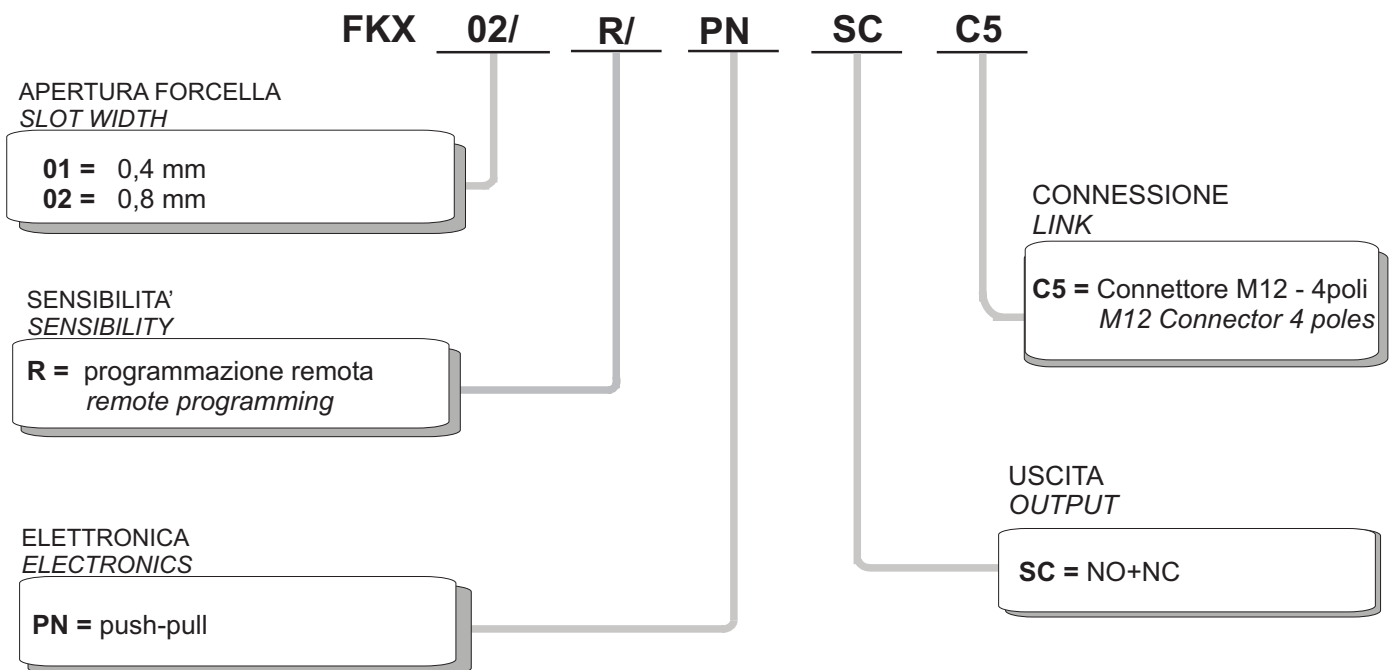 FKX 02/ R/ PN SC C5
APERTURA FORCELLA
SLOT WIDTH
01 = 0,4 mm
02 = 0,8 mm
SENSIBILITA'
SENSIBILITY
R = programmazione remota
remote programming
ELETTRONICA
ELECTRONICS
PN = push-pull
CONNESSIONE
LINK
C5 = Connettore M12 - 4poli
M12 Connector 4 poles
USCITA
OUTPUT
SC = NO+NC